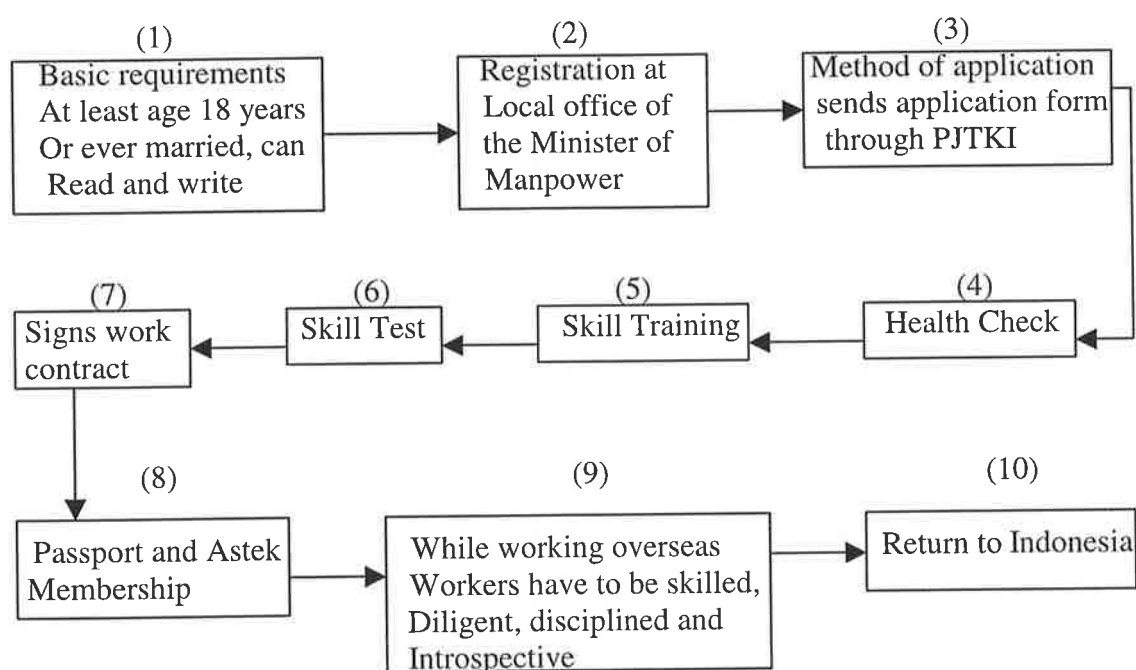 (1)
Basic requirements
At least age 18 years
Or ever married, can
Read and write
(2)
Registration at
Local office of
the Minister of
Manpower
(3)
Method of application
sends application form
through PJTKI
(4)
Health Check
(5)
Skill Training
(6)
Skill Test
(7)
Signs work
contract
(8)
Passport and Astek
Membership
(9)
While working overseas
Workers have to be skilled,
Diligent, disciplined and
Introspective
(10)
Return to Indonesia